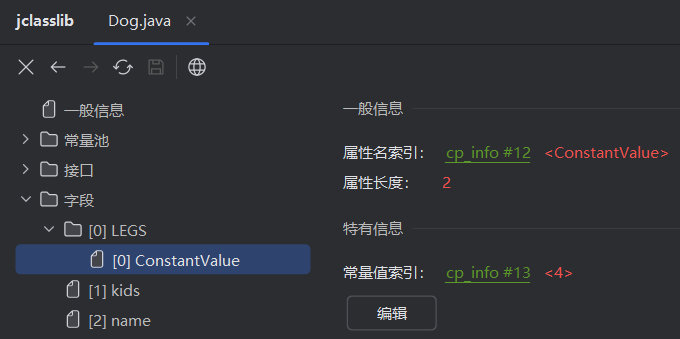 jclasslib Dog.java
一般信息
常量池
接口
字段
[0] LEGS
[0] ConstantValue
[1] kids
[2] name
一般信息
属性名索引: cp_info #12 <ConstantValue>
属性长度: 2
特有信息
常量值索引: cp_info #13 <4>
编辑